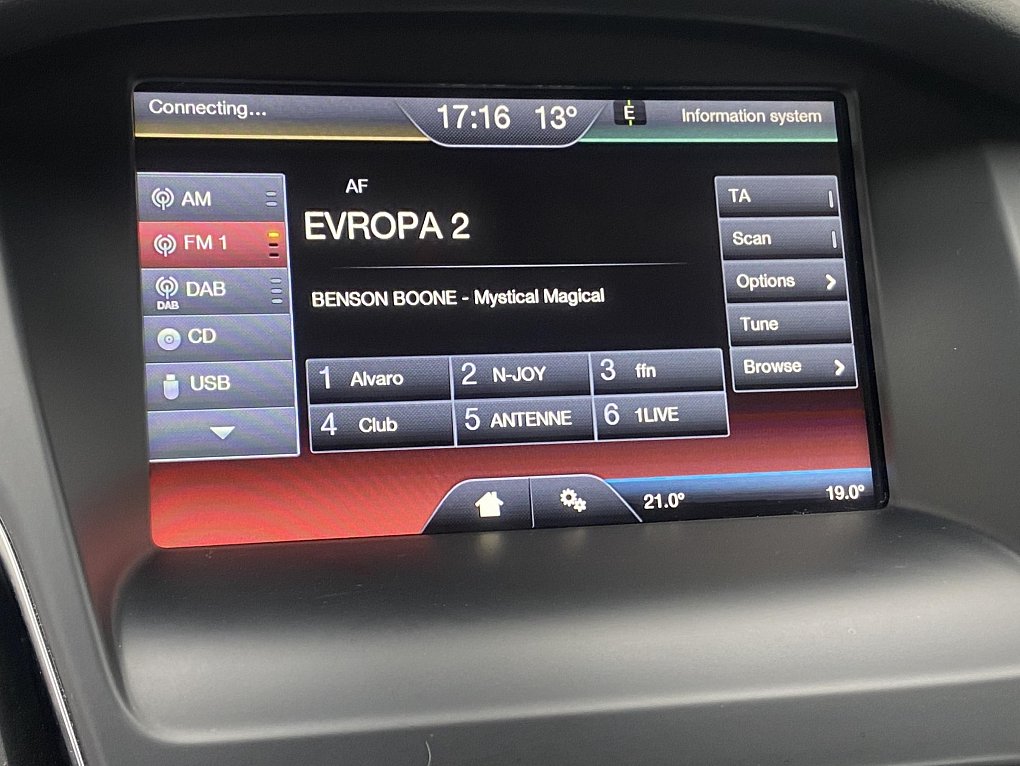 Connecting...
17:16 13° E Information system
AM
FM 1
DAB DAB
CD
USB
AF
EVROPA 2
BENSON BOONE - Mystical Magical
1 Alvaro 2 N-JOY 3 ffn
4 Club 5 ANTENNE 6 1LIVE
TA
Scan
Options
Tune
Browse
21.0° 19.0°